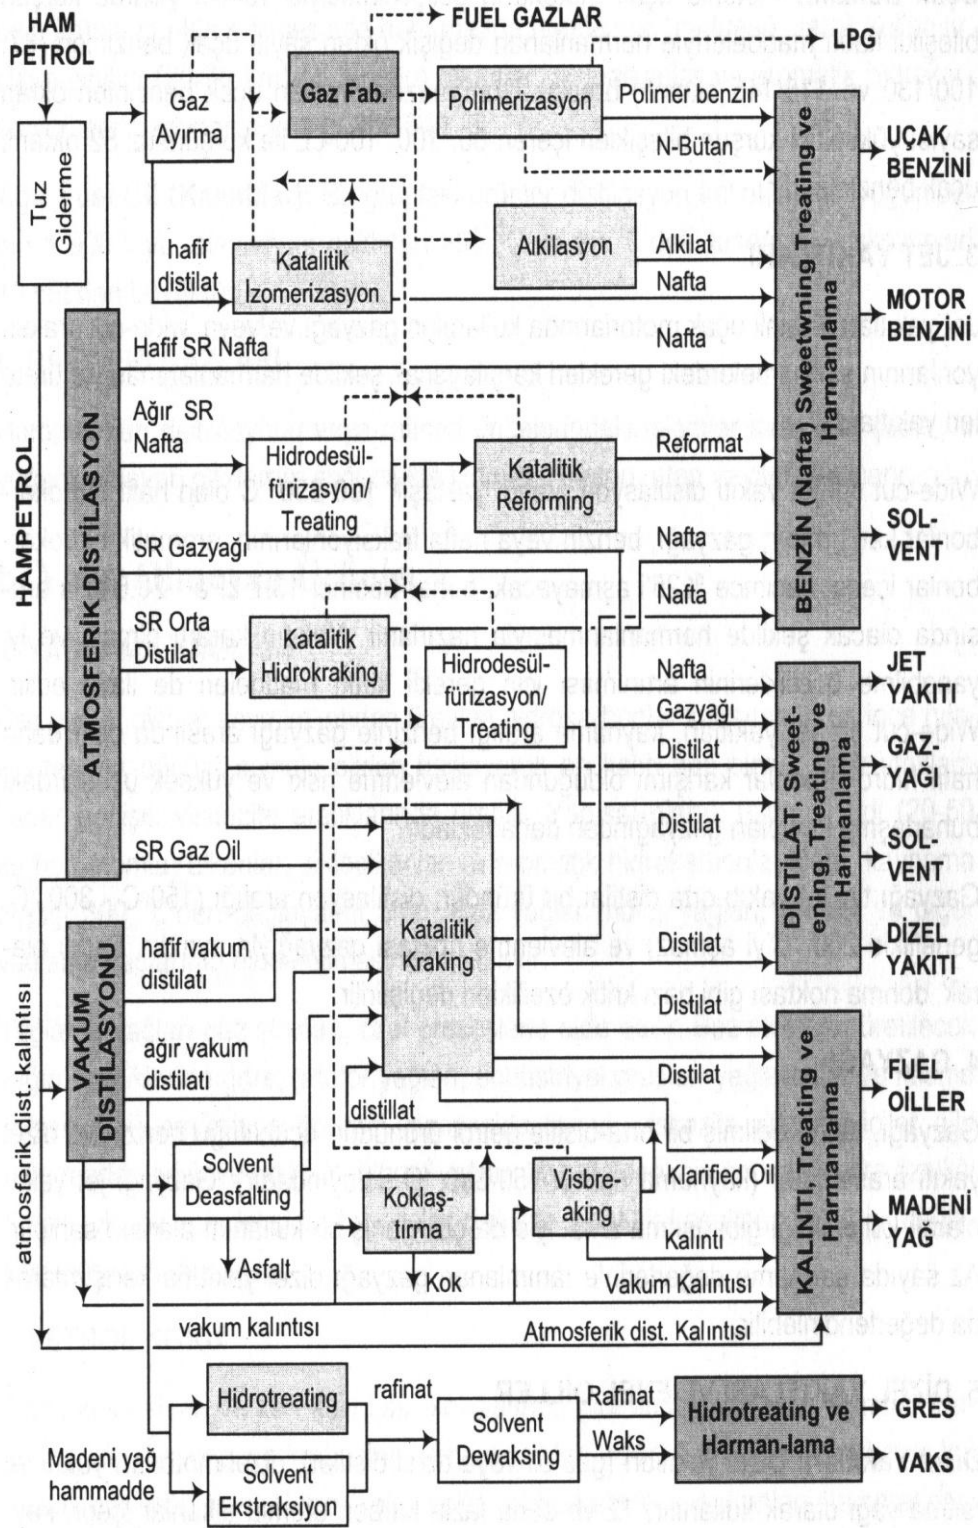 HAM
PETROL
FUEL GAZLAR
LPG
Gaz
Ayırma
Gaz Fab.
Polimerizasyon
Polimer benzin
N-Bütan
UÇAK
BENZİNİ
Tuz
Giderme
hafif
distilat
Katalitik
İzomerizasyon
Alkilasyon
Alkilat
Nafta
MOTOR
BENZİNİ
Hafif SR Nafta
Nafta
BENZİN (Nafta) Sweetwning Treating ve
Harmanlama
Ağır SR
Nafta
Hidrodesül-
fürizasyon/
Treating
Katalitik
Reforming
Reformat
HAMPETROL
ATMOSFERİK DİSTİLASYON
SR Gazyağı
Nafta
SOL-
VENT
Nafta
SR Orta
Distilat
Katalitik
Hidrokraking
Hidrodesül-
fürizasyon/
Treating
Nafta
Gazyağı
Distilat
Distilat
Distilat
JET
YAKITI
GAZ-
YAĞI
SOL-
VENT
DİSTİLAT, Sweet-
ening, Treating ve
Harmanlama
SR Gaz Oil
Katalitik
Kraking
Distilat
DİZEL
YAKITI
hafif vakum
distilatı
VAKUM
DİSTİLASYONU
ağır vakum
distilatı
Distilat
Distilat
FUEL
OİLLER
KALINTI, Treating ve
Harmanlama
distillat
Solvent
Deasfalting
Koklaş-
tırma
Visbre-
aking
Klarified Oil
MADENİ
YAĞ
Kalıntı
Asfalt
Kok
Vakum Kalıntısı
atmosferik dist kalıntısı
vakum kalıntısı
Atmosferik dist. Kalıntısı
Hidrotreating
rafinat
Rafinat
Waks
Solvent
Dewaksing
Hidrotreating ve
Harman-lama
GRES
VAKS
Madeni yağ
hammadde
Solvent
Ekstraksiyon